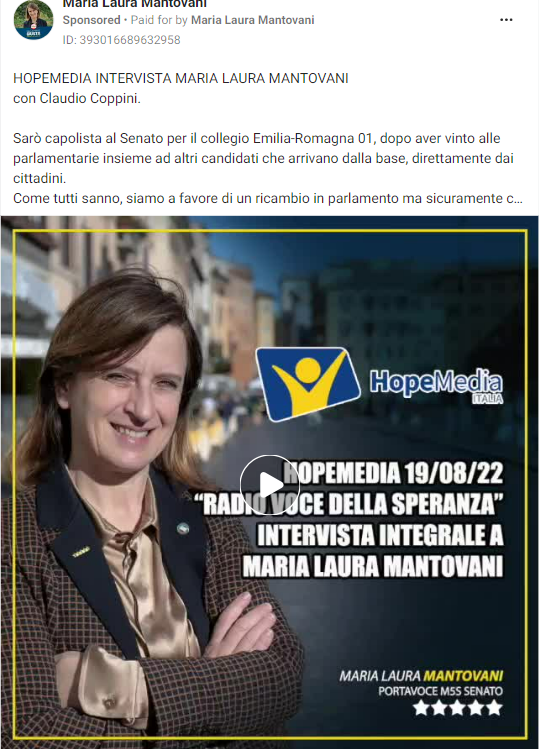 Maria Laura Mantovani
Sponsored • Paid for by Maria Laura Mantovani
ID: 393016689632958
HOPEMEDIA INTERVISTA MARIA LAURA MANTOVANI
con Claudio Coppini.
Sarò capolista al Senato per il collegio Emilia-Romagna 01, dopo aver vinto alle
parlamentarie insieme ad altri candidati che arrivano dalla base, direttamente dai
cittadini.
Come tutti sanno, siamo a favore di un ricambio in parlamento ma sicuramente c...
HopeMedia
ITALIA
HOPEMEDIA 19/08/22
“RADIO VOCE DELLA SPERANZA”
INTERVISTA INTEGRALE A
MARIA LAURA MANTOVANI
MARIA LAURA MANTOVANI
PORTAVOCE M5S SENATO